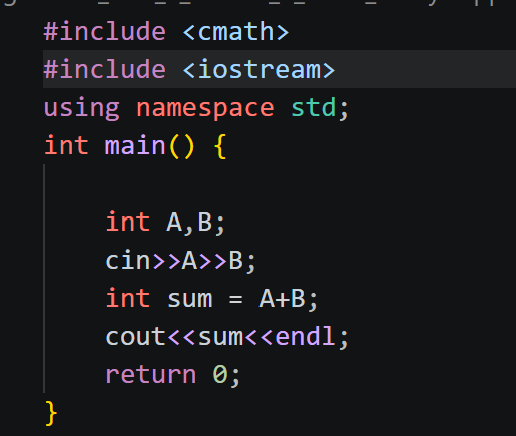 #include <cmath>
#include <iostream>
using namespace std;
int main() {
int A,B;
cin>>A>>B;
int sum = A+B;
cout<<sum<<endl;
return 0;
}